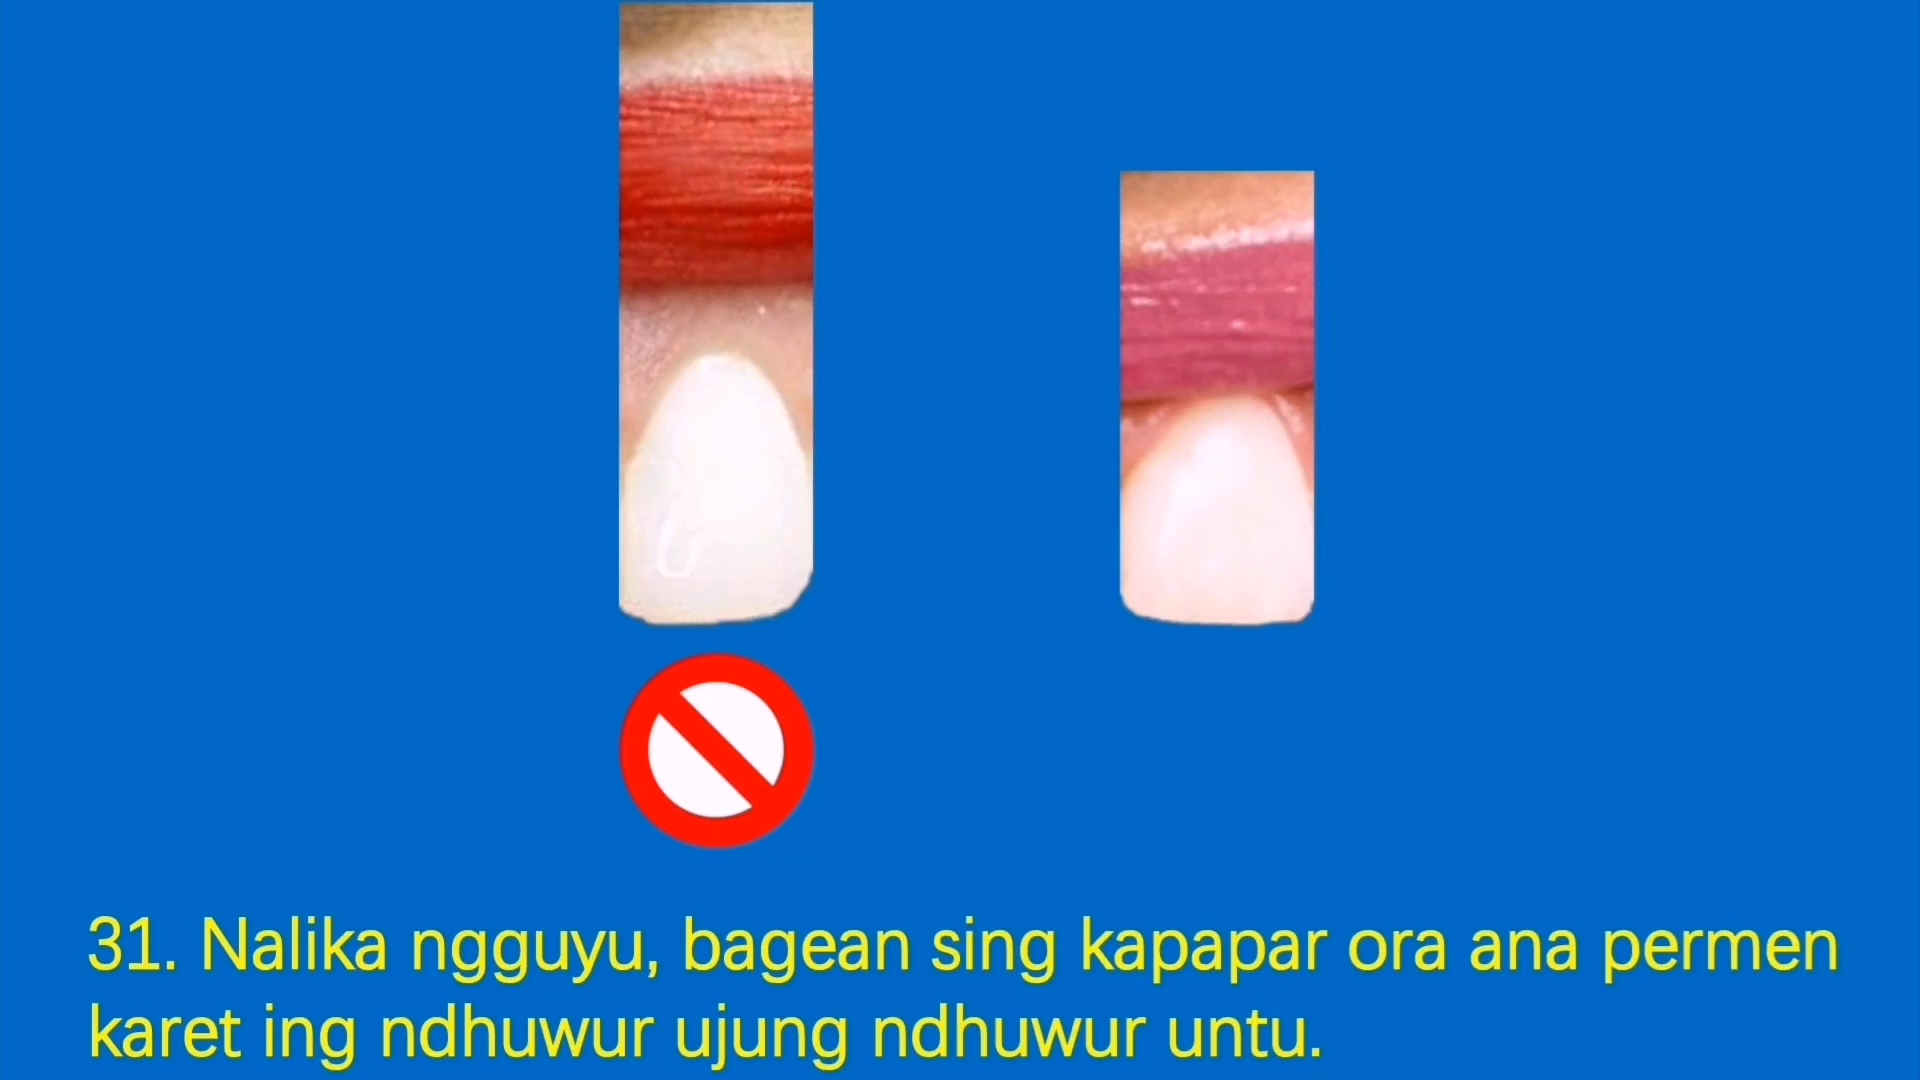 31. Nalika ngguyu, bagean sing kapapar ora ana permen
karet ing ndhuwur ujung ndhuwur untu.